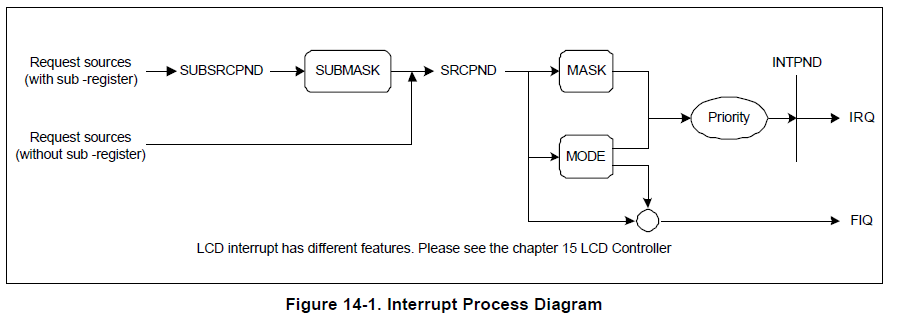 Request sources
(with sub -register)
SUBSRCPND
SUBMASK
SRCPND
MASK
INTPND
Priority
IRQ
Request sources
(without sub -register)
MODE
FIQ
LCD interrupt has different features. Please see the chapter 15 LCD Controller
Figure 14-1. Interrupt Process Diagram